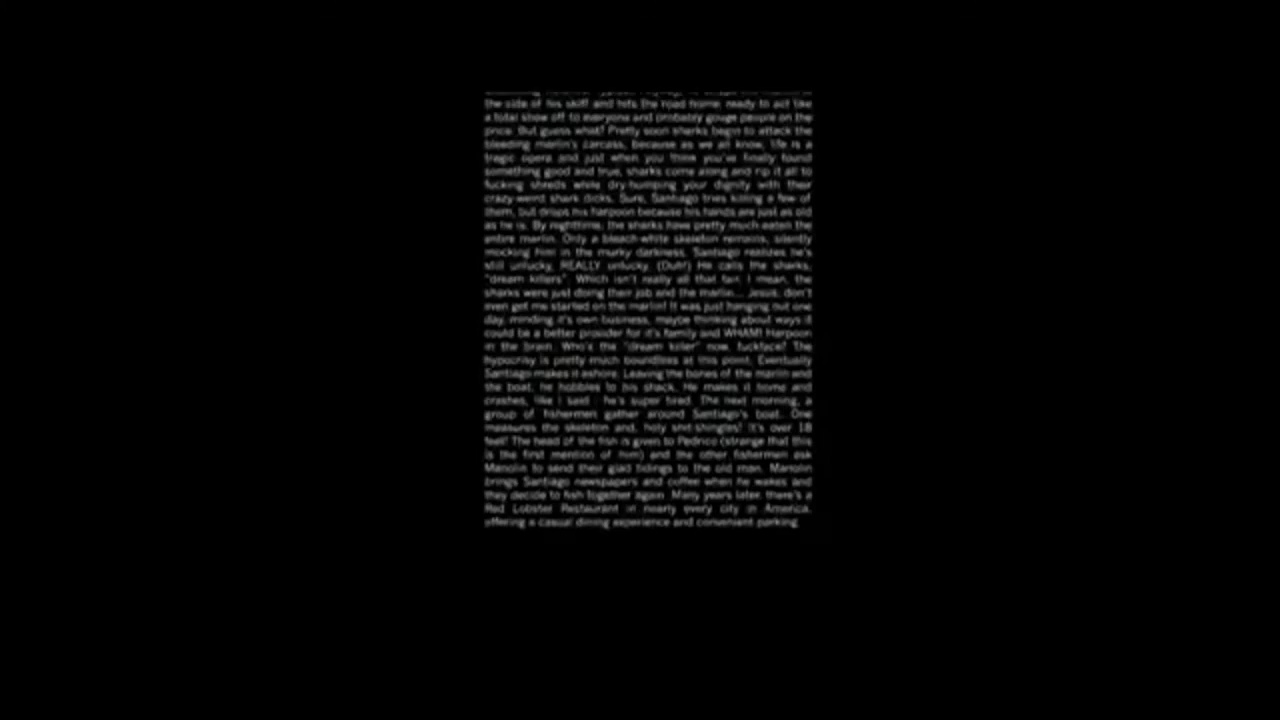 the side of his skiff and hits the road home, ready to act like
a total show off to everyone and probably gouge people on the
price. But guess what? Pretty soon sharks begin to attack the
bleeding marlin's carcass, because as we all know, life is a
tragic opera and just when you think you've finally found
something good and true, sharks come along and rip it all to
fucking shreds while dry-humping your dignity with their
crazy-weird shark dicks. Sure, Santiago tries killing a few of
them, but drops his harpoon because his hands are just as old
as he is. By nighttime, the sharks have pretty much eaten the
entire marlin. Only a bleach-white skeleton remains, silently
mocking him in the murky darkness. Santiago realizes he's
still unlucky. REALLY unlucky. (Duh!) He calls the sharks,
"dream killers". Which isn't really all that fair, I mean, the
sharks were just doing their job and the marlin... Jesus, don't
even get me started on the marlin! It was just hanging out one
day, minding it's own business, maybe thinking about ways it
could be a better provider for it's family and WHAM! Harpoon
in the brain. Who's the "dream killer" now, fuckface? The
hypocrisy is pretty much boundless at this point. Eventually
Santiago makes it ashore. Leaving the bones of the marlin and
the boat, he hobbles to his shack. He makes it home and
crashes, like I said he's super tired. The next morning, a
group of fishermen gather around Santiago's boat. One
measures the skeleton and, holy shit-shingles! It's over 18
feet! The head of the fish is given to Pedrico (strange that this
is the first mention of him) and the other fishermen ask
Manolin to send their glad tidings to the old man. Manolin
brings Santiago newspapers and coffee when he wakes and
they decide to fish together again. Many years later, there's a
Red Lobster Restaurant in nearly every city in America,
offering a casual dining experience and convenient parking.